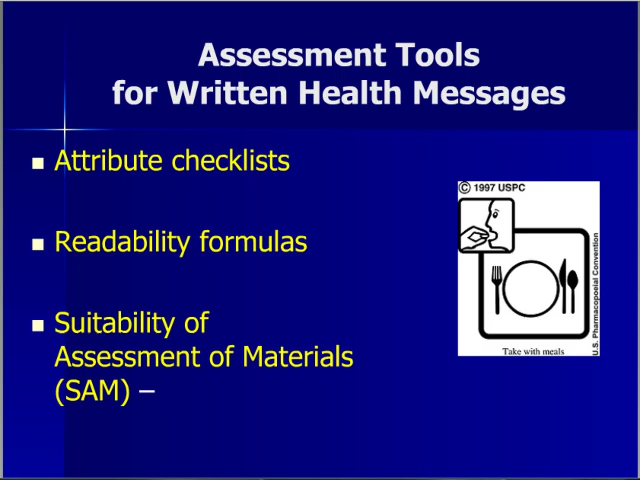 Assessment Tools
for Written Health Messages
Attribute checklists
Readability formulas
Suitability of
Assessment of Materials
(SAM) –
© 1997 USPC
U.S. Pharmacopoeial Convention
Take with meals